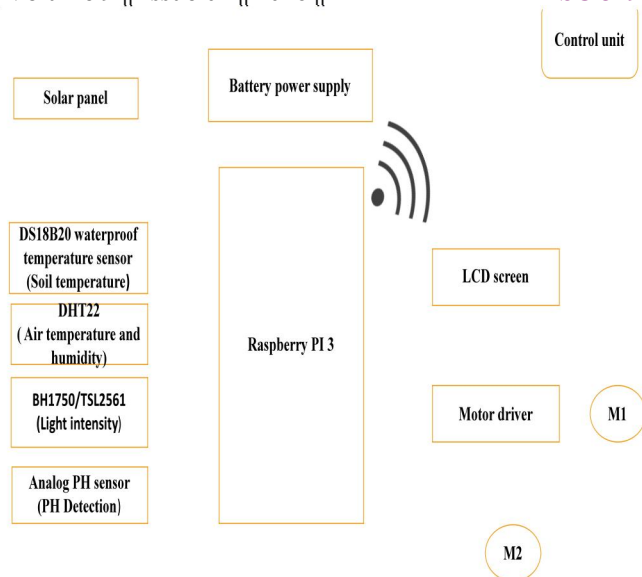 Control unit
Battery power supply
Solar panel
DS18B20 waterproof
temperature sensor
(Soil temperature)
DHT22
( Air temperature and
humidity)
BH1750/TSL2561
(Light intensity)
Analog PH sensor
(PH Detection)
Raspberry PI 3
LCD screen
Motor driver
M1
M2